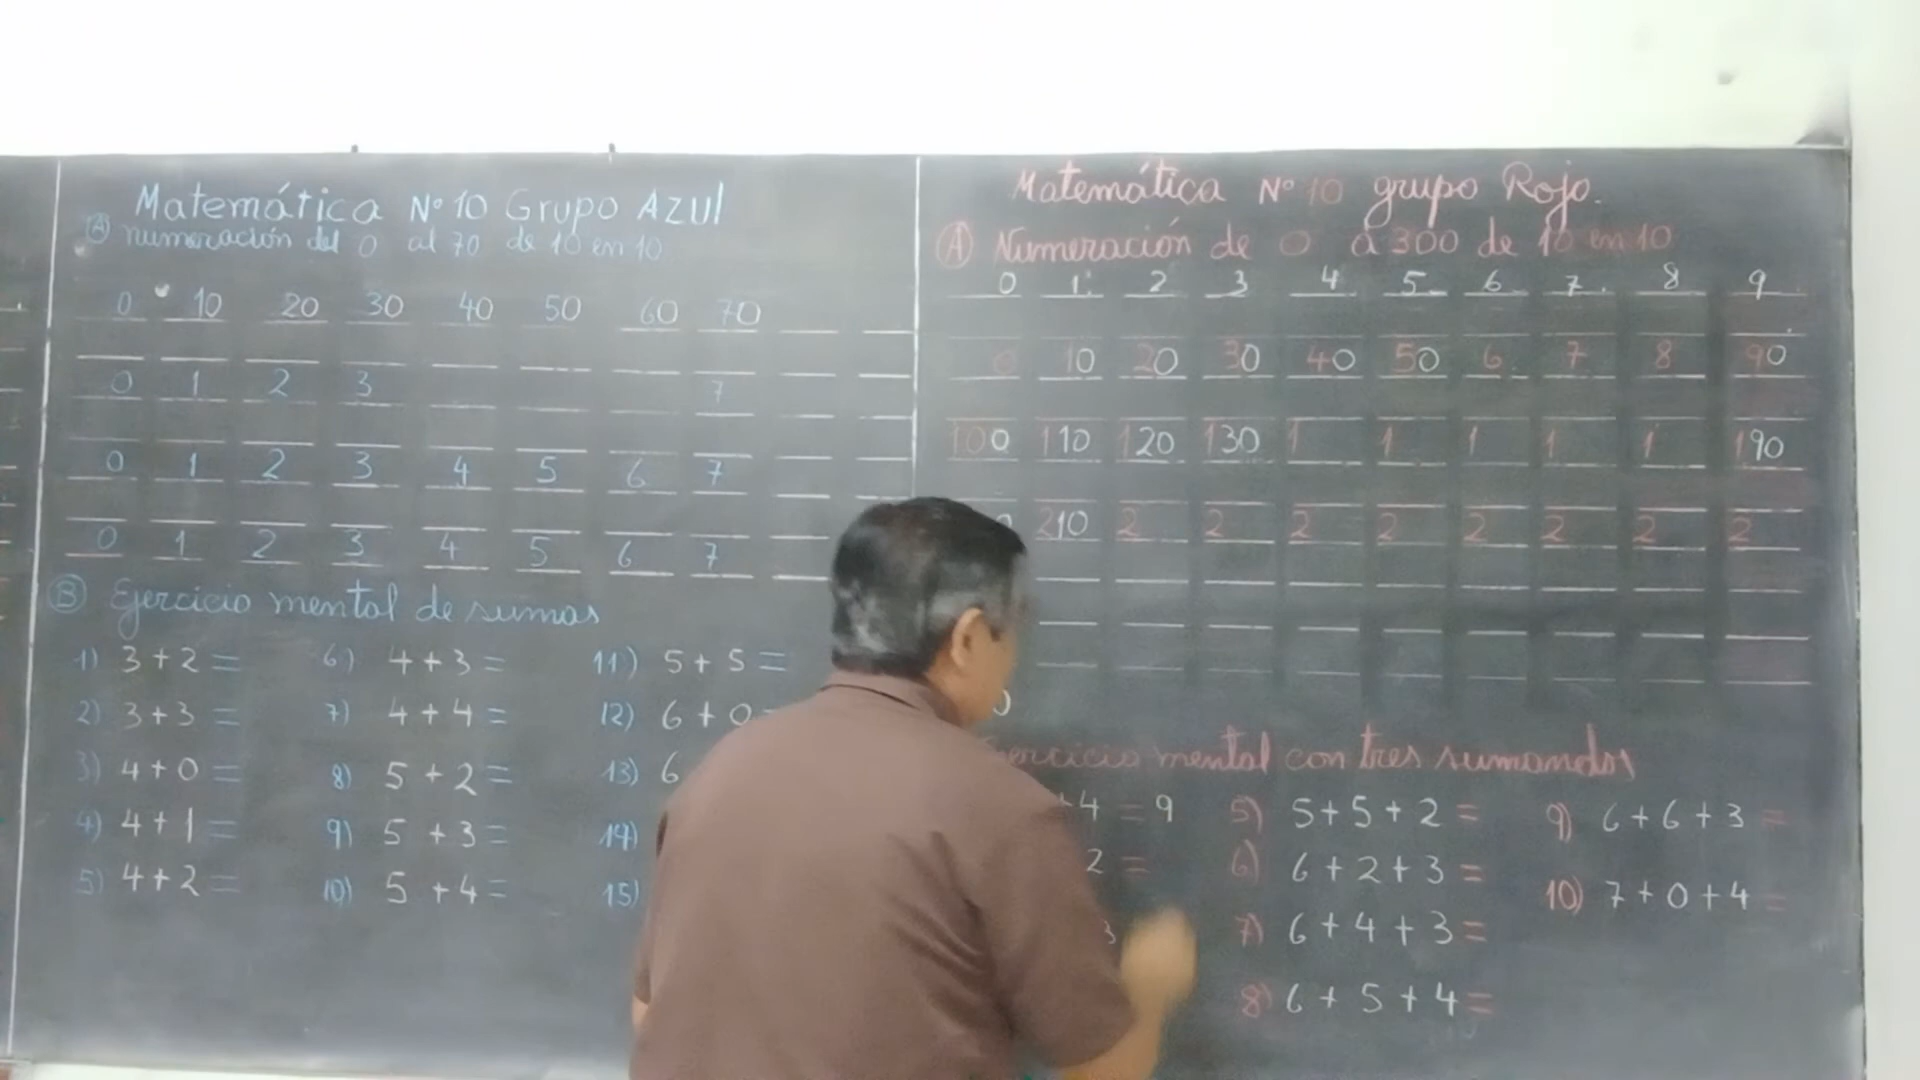 Matemática Nº 10 Grupo Azul
A numeración del 0 al 70 de 10 en 10
0 10 20 30 40 50 60 70
0 1 2 3 7
0 1 2 3 4 5 6 7
0 1 2 3 4 5 6 7
B Ejercicio mental de sumas
1) 3+2= 6) 4+3= 11) 5+5=
2) 3+3= 7) 4+4= 12) 6+0=
3) 4+0= 8) 5+2= 13) 6
4) 4+1= 9) 5+3= 14)
5) 4+2= 10) 5+4= 15)
Matemática Nº 10 grupo Rojo.
A Numeración de 0 a 300 de 10 en 10
0 1 2 3 4 5 6 7 8 9
0 10 20 30 40 50 6 7 8 90
100 110 120 130 1 1 1 1 1 190
0 210 2 2 2 2 2 2 2 2
0
ercicio mental con tres sumandos
+4=9 5) 5+5+2= 9) 6+6+3=
2= 6) 6+2+3= 10) 7+0+4=
3 7) 6+4+3=
8) 6+5+4=